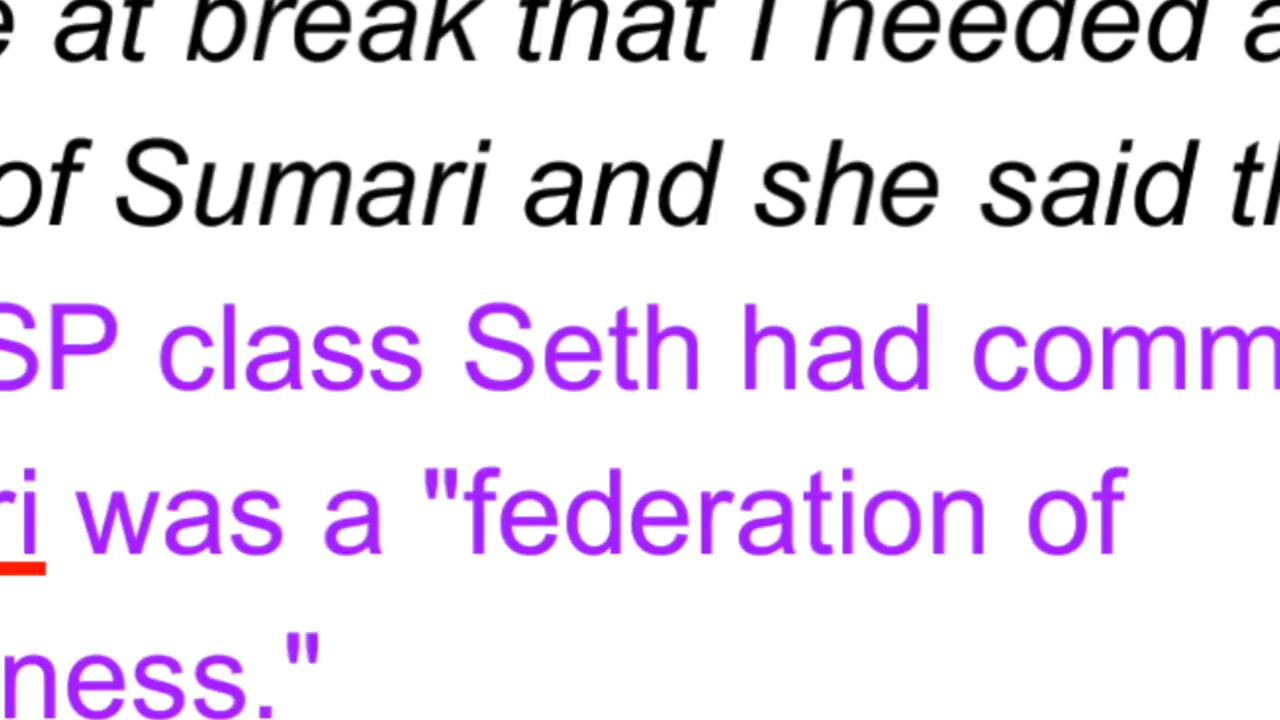 e at break that I needed a
of Sumari and she said th
SP class Seth had comm
ri was a "federation of
ness."